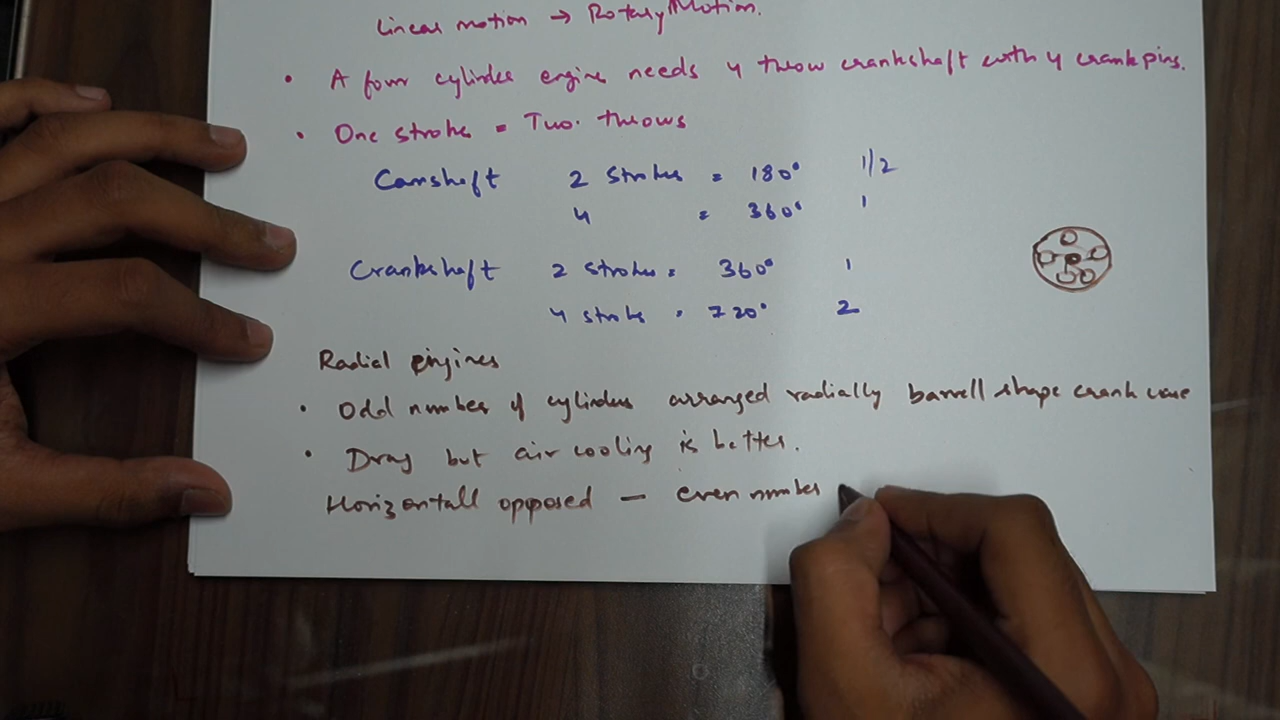 Linear motion → Rotary Motion.
• A four cylinder engine needs 4 throw crankshaft with 4 crankpins.
• One stroke = Two throws
Camshaft 2 strokes = 180° 1/2
4 = 360° 1
Crankshaft 2 strokes = 360° 1
4 stroke = 720° 2
Radial engines
• Odd number of cylinders arranged radially barrell shape crank case
• Drag but air cooling is better.
Horizontall opposed — even number